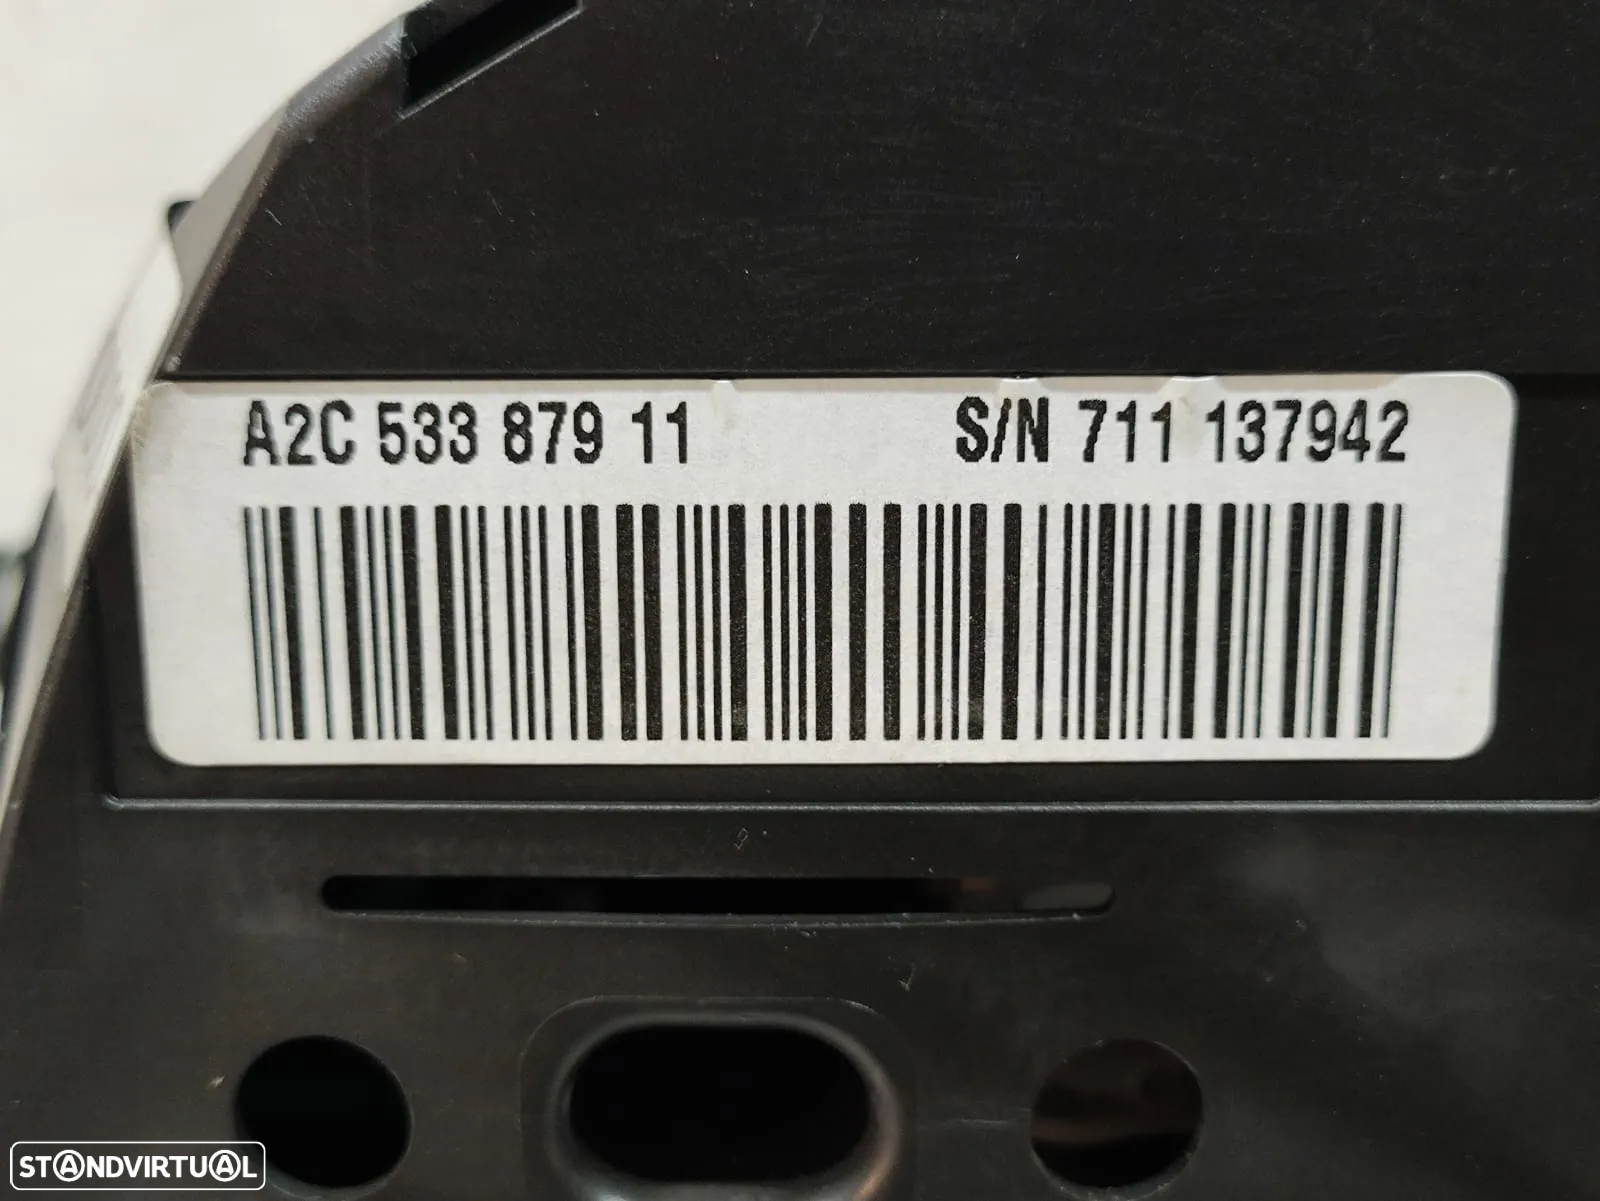 A2C 533 879 11 S/N 711 137942
STANDVIRTUAL